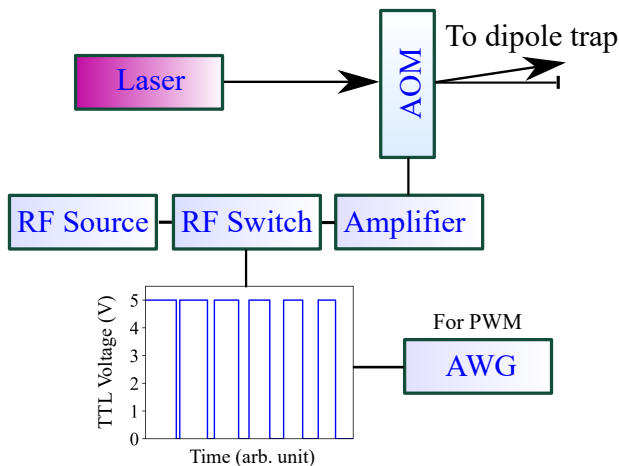 To dipole trap
Laser
AOM
RF Source
RF Switch
Amplifier
TTL Voltage (V)
5
4
3
2
1
0
Time (arb. unit)
For PWM
AWG